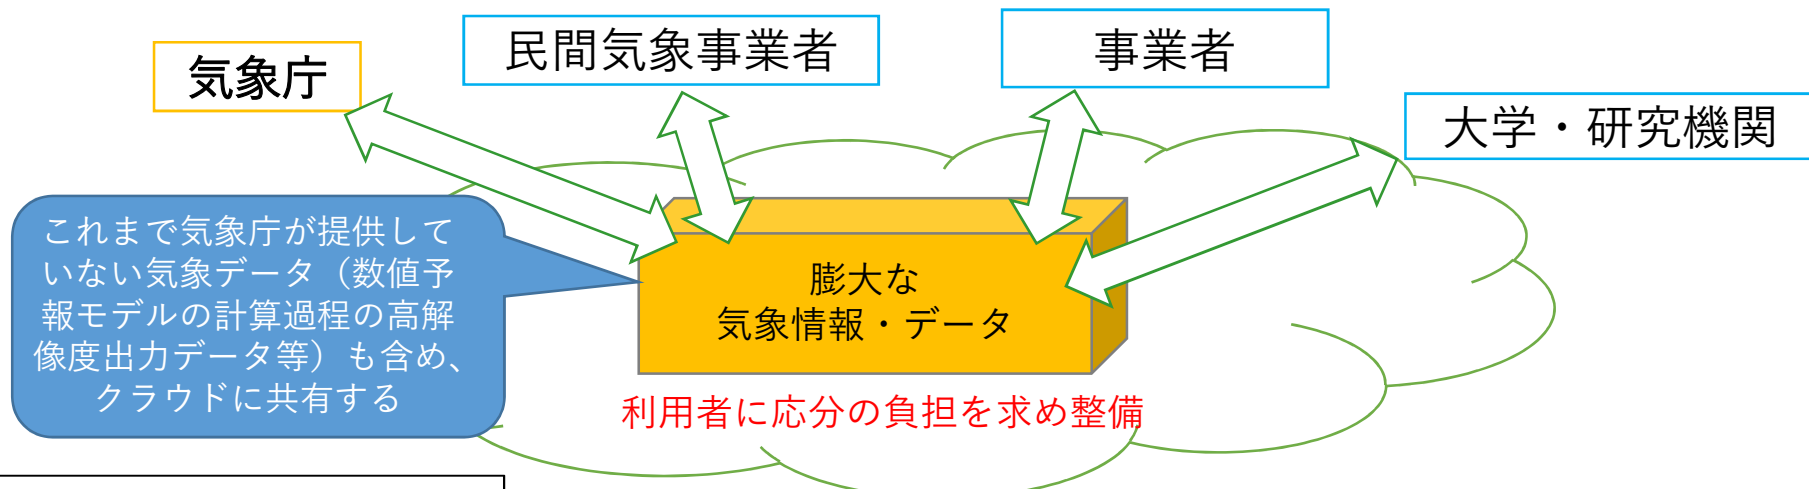 気象庁
民間気象事業者
事業者
大学・研究機関
これまで気象庁が提供して
いない気象データ（数値予
報モデルの計算過程の高解
像度出力データ等）も含め、
クラウドに共有する
膨大な
気象情報・データ
利用者に応分の負担を求め整備